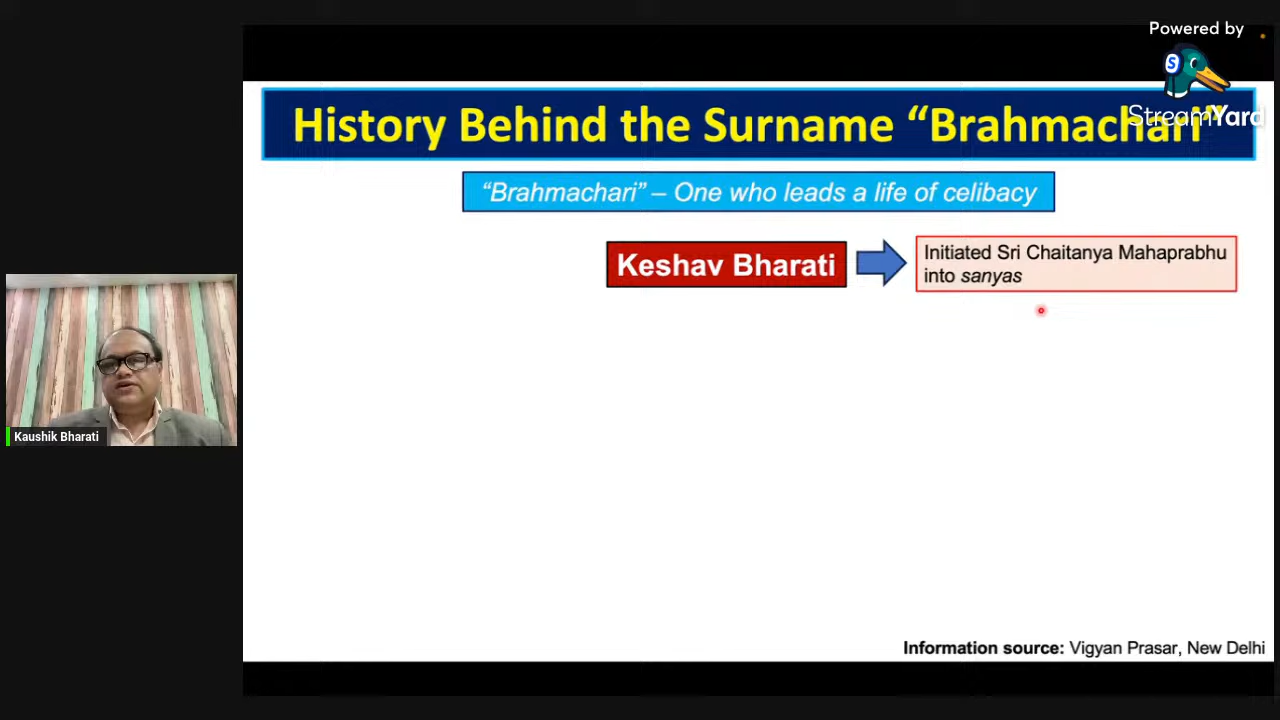 Powered by
StreamYard
History Behind the Surname “Brahmachari”
“Brahmachari” – One who leads a life of celibacy
Keshav Bharati
Initiated Sri Chaitanya Mahaprabhu
into sanyas
Kaushik Bharati
Information source: Vigyan Prasar, New Delhi